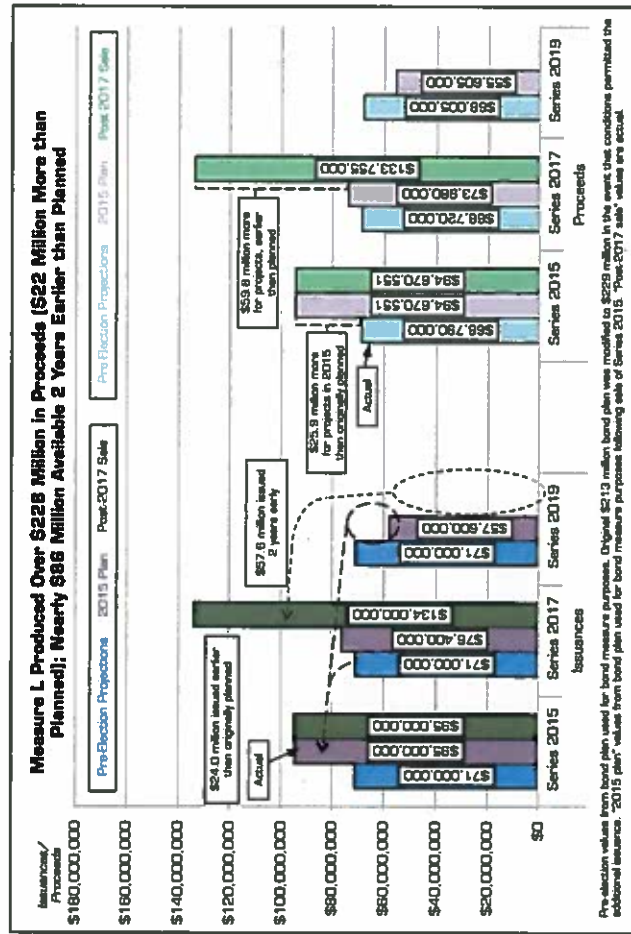 Measure L Produced Over $228 Million in Proceeds ($22 Million More than
Planned); Nearly $86 Million Available 2 Years Earlier than Planned
Issuances/
Proceeds
Pre-Election Projections 2015 Plan Post-2017 Sale
Pre-Election Projections 2015 Plan Post-2017 Sale
$180,000,000
$160,000,000
$140,000,000
$120,000,000
$100,000,000
$80,000,000
$60,000,000
$40,000,000
$20,000,000
$0
$24.0 million issued earlier
then originally planned
Actual
$57.6 million issued
2 years early
$25.9 million more
for projects in 2015
then originally planned
Actual
$59.8 million more
for projects, earlier
then planned
$71,000,000
$95,000,000
$95,000,000
$71,000,000
$76,400,000
$134,000,000
$71,000,000
$57,600,000
$68,790,000
$94,670,551
$94,670,551
$68,720,000
$73,880,000
$133,755,000
$68,005,000
$55,605,000
Series 2015
Series 2017
Series 2019
Series 2015
Series 2017
Series 2019
Issuances
Proceeds
Pre-election values from bond plan used for bond measure purposes. Original $213 million bond plan was modified to $229 million in the event that conditions permitted the
additional issuance. "2015 plan" values from bond plan used for bond measure purposes following sale of Series 2015. "Post-2017 sale" values are actual.